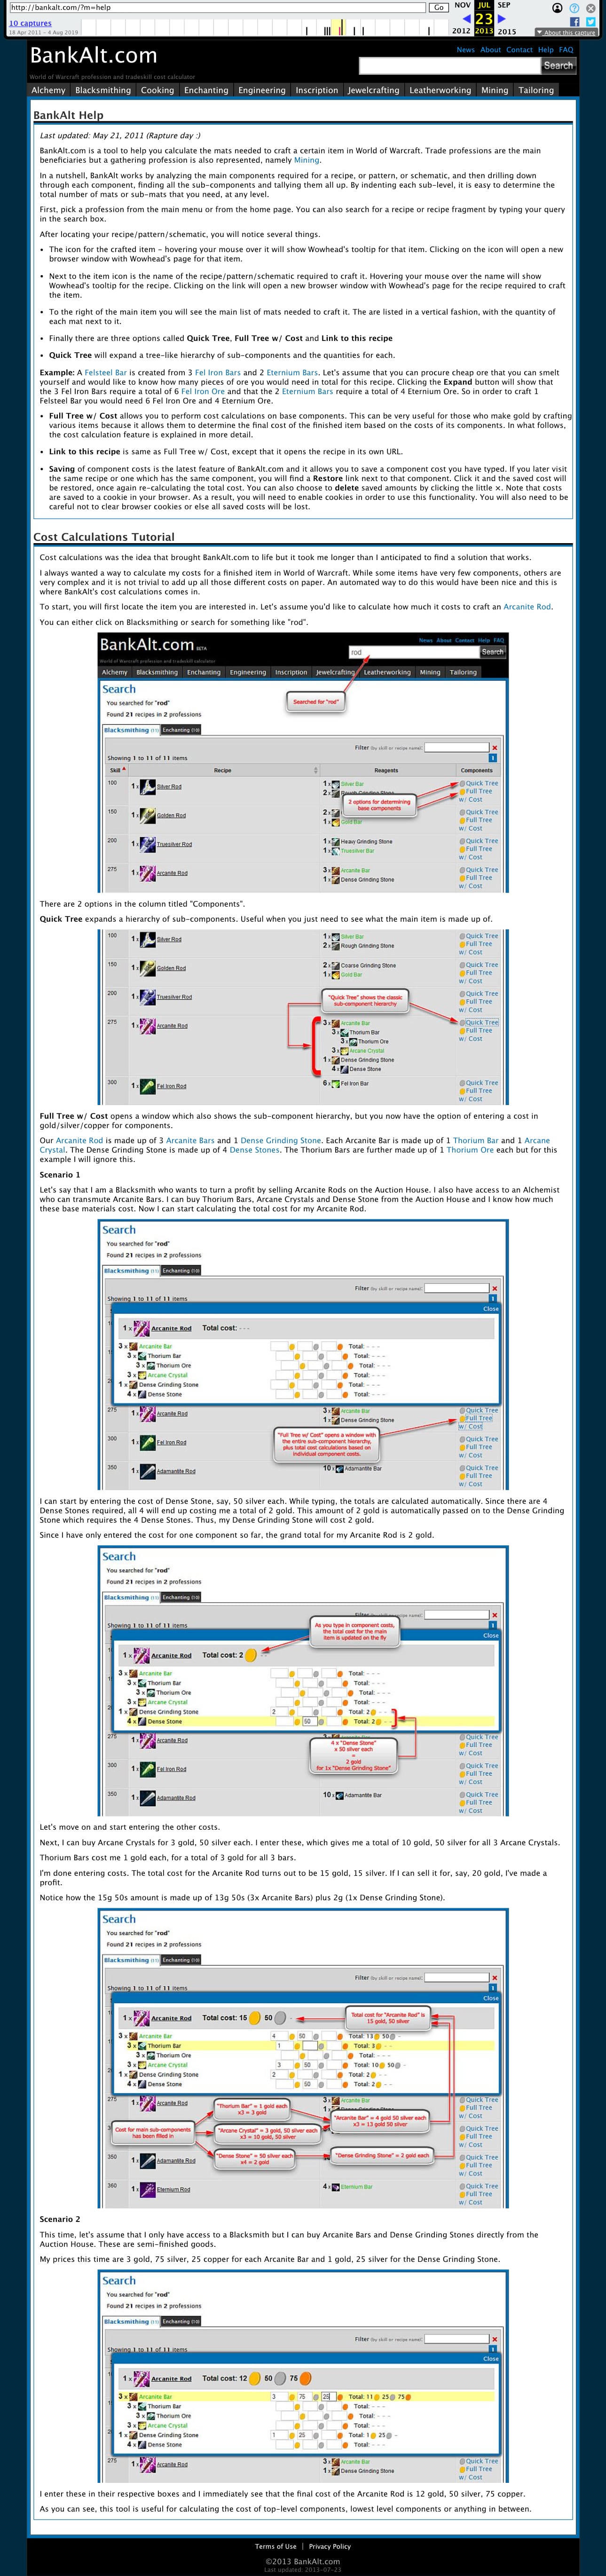 http://bankalt.com/?m=help
Go
NOV JUL SEP
23
2012 2013 2015
10 captures
18 Apr 2011 - 4 Aug 2019
About this capture
BankAlt.com
World of Warcraft profession and tradeskill cost calculator
News About Contact Help FAQ
Search
Alchemy Blacksmithing Cooking Enchanting Engineering Inscription Jewelcrafting Leatherworking Mining Tailoring
BankAlt Help
Last updated: May 21, 2011 (Rapture day :)
BankAlt.com is a tool to help you calculate the mats needed to craft a certain item in World of Warcraft. Trade professions are the main
beneficiaries but a gathering profession is also represented, namely Mining.
In a nutshell, BankAlt works by analyzing the main components required for a recipe, or pattern, or schematic, and then drilling down
through each component, finding all the sub-components and tallying them all up. By indenting each sub-level, it is easy to determine the
total number of mats or sub-mats that you need, at any level.
First, pick a profession from the main menu or from the home page. You can also search for a recipe or recipe fragment by typing your query
in the search box.
After locating your recipe/pattern/schematic, you will notice several things.
• The icon for the crafted item - hovering your mouse over it will show Wowhead's tooltip for that item. Clicking on the icon will open a new
browser window with Wowhead's page for that item.
• Next to the item icon is the name of the recipe/pattern/schematic required to craft it. Hovering your mouse over the name will show
Wowhead's tooltip for the recipe. Clicking on the link will open a new browser window with Wowhead's page for the recipe required to craft
the item.
• To the right of the main item you will see the main list of mats needed to craft it. The are listed in a vertical fashion, with the quantity of
each mat next to it.
• Finally there are three options called Quick Tree, Full Tree w/ Cost and Link to this recipe
• Quick Tree will expand a tree-like hierarchy of sub-components and the quantities for each.
Example: A Felsteel Bar is created from 3 Fel Iron Bars and 2 Eternium Bars. Let's assume that you can procure cheap ore that you can smelt
yourself and would like to know how many pieces of ore you would need in total for this recipe. Clicking the Expand button will show that
the 3 Fel Iron Bars require a total of 6 Fel Iron Ore and that the 2 Eternium Bars require a total of 4 Eternium Ore. So in order to craft 1
Felsteel Bar you would need 6 Fel Iron Ore and 4 Eternium Ore.
• Full Tree w/ Cost allows you to perform cost calculations on base components. This can be very useful for those who make gold by crafting
various items because it allows them to determine the final cost of the finished item based on the costs of its components. In what follows,
the cost calculation feature is explained in more detail.
• Link to this recipe is same as Full Tree w/ Cost, except that it opens the recipe in its own URL.
• Saving of component costs is the latest feature of BankAlt.com and it allows you to save a component cost you have typed. If you later visit
the same recipe or one which has the same component, you will find a Restore link next to that component. Click it and the saved cost will
be restored, once again re-calculating the total cost. You can also choose to delete saved amounts by clicking the little ×. Note that costs
are saved to a cookie in your browser. As a result, you will need to enable cookies in order to use this functionality. You will also need to be
careful not to clear browser cookies or else all saved costs will be lost.
Cost Calculations Tutorial
Cost calculations was the idea that brought BankAlt.com to life but it took me longer than I anticipated to find a solution that works.
I always wanted a way to calculate my costs for a finished item in World of Warcraft. While some items have very few components, others are
very complex and it is not trivial to add up all those different costs on paper. An automated way to do this would have been nice and this is
where BankAlt's cost calculations comes in.
To start, you will first locate the item you are interested in. Let's assume you'd like to calculate how much it costs to craft an Arcanite Rod.
You can either click on Blacksmithing or search for something like "rod".
BankAlt.com BETA
World of Warcraft profession and tradeskill calculator
News About Contact Help FAQ
rod Search
Alchemy Blacksmithing Enchanting Engineering Inscription Jewelcrafting Leatherworking Mining Tailoring
Search
You searched for "rod"
Found 21 recipes in 2 professions
Searched for "rod"
Blacksmithing (11) Enchanting (10)
Filter (by skill or recipe name):
Showing 1 to 11 of 11 items 1
Skill Recipe Reagents Components
100 1 x Silver Rod 1 x Silver Bar Quick Tree
2 x Rough Grinding Stone Full Tree
w/ Cost
2 options for determining
base components
150 1 x Golden Rod 2 x Quick Tree
1 x Gold Bar Full Tree
w/ Cost
200 1 x Truesilver Rod 1 x Heavy Grinding Stone Quick Tree
1 x Truesilver Bar Full Tree
w/ Cost
275 1 x Arcanite Rod 3 x Arcanite Bar Quick Tree
1 x Dense Grinding Stone Full Tree
w/ Cost
There are 2 options in the column titled "Components".
Quick Tree expands a hierarchy of sub-components. Useful when you just need to see what the main item is made up of.
100 1 x Silver Rod 1 x Silver Bar Quick Tree
2 x Rough Grinding Stone Full Tree
w/ Cost
150 1 x Golden Rod 2 x Coarse Grinding Stone Quick Tree
1 x Gold Bar Full Tree
w/ Cost
200 1 x Truesilver Rod Quick Tree
Full Tree
w/ Cost
"Quick Tree" shows the classic
sub-component hierarchy
275 1 x Arcanite Rod 3 x Arcanite Bar Quick Tree
3 x Thorium Bar Full Tree
3 x Thorium Ore w/ Cost
3 x Arcane Crystal
1 x Dense Grinding Stone
4 x Dense Stone
300 1 x Fel Iron Rod 6 x Fel Iron Bar Quick Tree
Full Tree
w/ Cost
Full Tree w/ Cost opens a window which also shows the sub-component hierarchy, but you now have the option of entering a cost in
gold/silver/copper for components.
Our Arcanite Rod is made up of 3 Arcanite Bars and 1 Dense Grinding Stone. Each Arcanite Bar is made up of 1 Thorium Bar and 1 Arcane
Crystal. The Dense Grinding Stone is made up of 4 Dense Stones. The Thorium Bars are further made up of 1 Thorium Ore each but for this
example I will ignore this.
Scenario 1
Let's say that I am a Blacksmith who wants to turn a profit by selling Arcanite Rods on the Auction House. I also have access to an Alchemist
who can transmute Arcanite Bars. I can buy Thorium Bars, Arcane Crystals and Dense Stone from the Auction House and I know how much
these base materials cost. Now I can start calculating the total cost for my Arcanite Rod.
Search
You searched for "rod"
Found 21 recipes in 2 professions
Blacksmithing (11) Enchanting (10)
Filter (by skill or recipe name):
Showing 1 to 11 of 11 items 1
Close
1 x Arcanite Rod Total cost: - - -
3 x Arcanite Bar Total: - - -
3 x Thorium Bar Total: - - -
3 x Thorium Ore Total: - - -
3 x Arcane Crystal Total: - - -
1 x Dense Grinding Stone Total: - - -
4 x Dense Stone Total: - - -
275 1 x Arcanite Rod 3 x Arcanite Bar Quick Tree
1 x Dense Grinding Stone Full Tree
w/ Cost
"Full Tree w/ Cost" opens a window with
the entire sub-component hierarchy,
plus total cost calculations based on
individual component costs.
300 1 x Fel Iron Rod Quick Tree
Full Tree
w/ Cost
350 1 x Adamantite Rod 10 x Adamantite Bar Quick Tree
Full Tree
w/ Cost
I can start by entering the cost of Dense Stone, say, 50 silver each. While typing, the totals are calculated automatically. Since there are 4
Dense Stones required, all 4 will end up costing me a total of 2 gold. This amount of 2 gold is automatically passed on to the Dense Grinding
Stone which requires the 4 Dense Stones. Thus, my Dense Grinding Stone will cost 2 gold.
Since I have only entered the cost for one component so far, the grand total for my Arcanite Rod is 2 gold.
Search
You searched for "rod"
Found 21 recipes in 2 professions
Blacksmithing (11) Enchanting (10)
As you type in component costs,
the total cost for the main
item is updated on the fly
Showing 1 to 11 of 11 items
Close
1 x Arcanite Rod Total cost: 2
3 x Arcanite Bar Total: - - -
3 x Thorium Bar Total: - - -
3 x Thorium Ore Total: - - -
3 x Arcane Crystal Total: - - -
1 x Dense Grinding Stone 2 Total: 2 - -
4 x Dense Stone 50 Total: 2 - -
275 1 x Arcanite Rod Quick Tree
Full Tree
w/ Cost
4 x "Dense Stone"
x 50 silver each
=
2 gold
for 1x "Dense Grinding Stone"
300 1 x Fel Iron Rod Quick Tree
Full Tree
w/ Cost
350 1 x Adamantite Rod 10 x Adamantite Bar Quick Tree
Full Tree
w/ Cost
Let's move on and start entering the other costs.
Next, I can buy Arcane Crystals for 3 gold, 50 silver each. I enter these, which gives me a total of 10 gold, 50 silver for all 3 Arcane Crystals.
Thorium Bars cost me 1 gold each, for a total of 3 gold for all 3 bars.
I'm done entering costs. The total cost for the Arcanite Rod turns out to be 15 gold, 15 silver. If I can sell it for, say, 20 gold, I've made a
profit.
Notice how the 15g 50s amount is made up of 13g 50s (3x Arcanite Bars) plus 2g (1x Dense Grinding Stone).
Search
You searched for "rod"
Found 21 recipes in 2 professions
Blacksmithing (11) Enchanting (10)
Filter (by skill or recipe name):
Showing 1 to 11 of 11 items 1
Close
1 x Arcanite Rod Total cost: 15 50 -
Total cost for "Arcanite Rod" is
15 gold, 50 silver
3 x Arcanite Bar 4 50 Total: 13 50 -
3 x Thorium Bar 1 Total: 3 - -
3 x Thorium Ore Total: - - -
3 x Arcane Crystal 3 50 Total: 10 50 -
1 x Dense Grinding Stone 2 Total: 2 - -
4 x Dense Stone 50 Total: 2 - -
275 1 x Arcanite Rod 3 x Arcanite Bar Quick Tree
Full Tree
w/ Cost
"Thorium Bar" = 1 gold each
x3 = 3 gold
"Arcanite Bar" = 4 gold 50 silver each
x3 = 13 gold 50 silver
Cost for main sub-components
has been filled in
"Arcane Crystal" = 3 gold, 50 silver each
x3 = 10 gold, 50 silver
Quick Tree
Full Tree
w/ Cost
"Dense Stone" = 50 silver each
x4 = 2 gold
"Dense Grinding Stone" = 2 gold each
350 1 x Adamantite Rod Quick Tree
Full Tree
w/ Cost
360 1 x Eternium Rod 4 x Eternium Bar Quick Tree
Full Tree
w/ Cost
Scenario 2
This time, let's assume that I only have access to a Blacksmith but I can buy Arcanite Bars and Dense Grinding Stones directly from the
Auction House. These are semi-finished goods.
My prices this time are 3 gold, 75 silver, 25 copper for each Arcanite Bar and 1 gold, 25 silver for the Dense Grinding Stone.
Search
You searched for "rod"
Found 21 recipes in 2 professions
Blacksmithing (11) Enchanting (10)
Filter (by skill or recipe name):
Showing 1 to 11 of 11 items 1
Close
1 x Arcanite Rod Total cost: 12 50 75
3 x Arcanite Bar 3 75 25 Total: 11 25 75
3 x Thorium Bar Total: - - -
3 x Thorium Ore Total: - - -
3 x Arcane Crystal Total: - - -
1 x Dense Grinding Stone 1 25 Total: 1 25 -
4 x Dense Stone Total: - - -
275 1 x Arcanite Rod 3 x Arcanite Bar Quick Tree
1 x Dense Grinding Stone Full Tree
w/ Cost
I enter these in their respective boxes and I immediately see that the final cost of the Arcanite Rod is 12 gold, 50 silver, 75 copper.
As you can see, this tool is useful for calculating the cost of top-level components, lowest level components or anything in between.
Terms of Use | Privacy Policy
©2013 BankAlt.com
Last updated: 2013-07-23